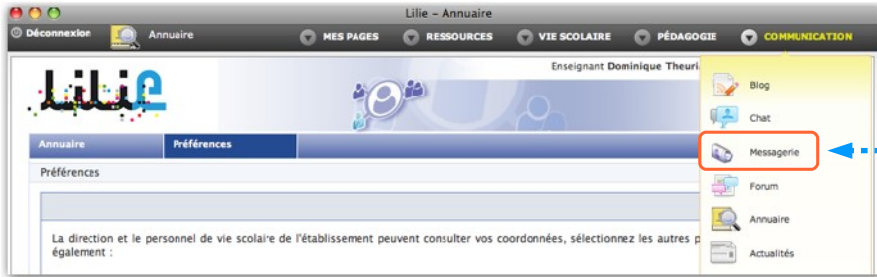 Lilie – Annuaire
Déconnexion Annuaire MES PAGES RESSOURCES VIE SCOLAIRE PÉDAGOGIE COMMUNICATION
Enseignant Dominique Theuri
Lilie
Blog
Chat
Annuaire Préférences
Messagerie
Préférences
Forum
Annuaire
La direction et le personnel de vie scolaire de l'établissement peuvent consulter vos coordonnées, sélectionnez les autres p
également :
Actualités